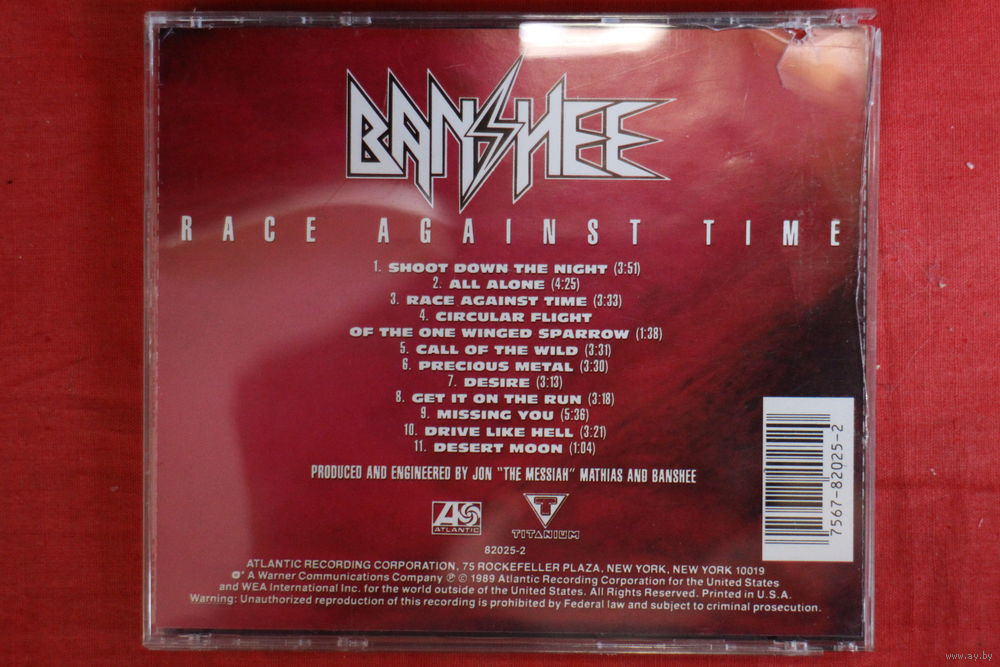 BANSHEE
RACE AGAINST TIME
1. SHOOT DOWN THE NIGHT (3:51)
2. ALL ALONE (4:25)
3. RACE AGAINST TIME (3:33)
4. CIRCULAR FLIGHT
OF THE ONE WINGED SPARROW (1:38)
5. CALL OF THE WILD (3:31)
6. PRECIOUS METAL (3:30)
7. DESIRE (3:13)
8. GET IT ON THE RUN (3:18)
9. MISSING YOU (5:36)
10. DRIVE LIKE HELL (3:21)
11. DESERT MOON (1:04)
PRODUCED AND ENGINEERED BY JON "THE MESSIAH" MATHIAS AND BANSHEE
ATLANTIC
T
TITANIUM
7567-82025-2
82025-2
ATLANTIC RECORDING CORPORATION, 75 ROCKEFELLER PLAZA, NEW YORK, NEW YORK 10019
A Warner Communications Company ℗ © 1989 Atlantic Recording Corporation for the United States
and WEA International Inc. for the world outside of the United States. All Rights Reserved. Printed in U.S.A.
Warning: Unauthorized reproduction of this recording is prohibited by Federal law and subject to criminal prosecution.
www.ay.by